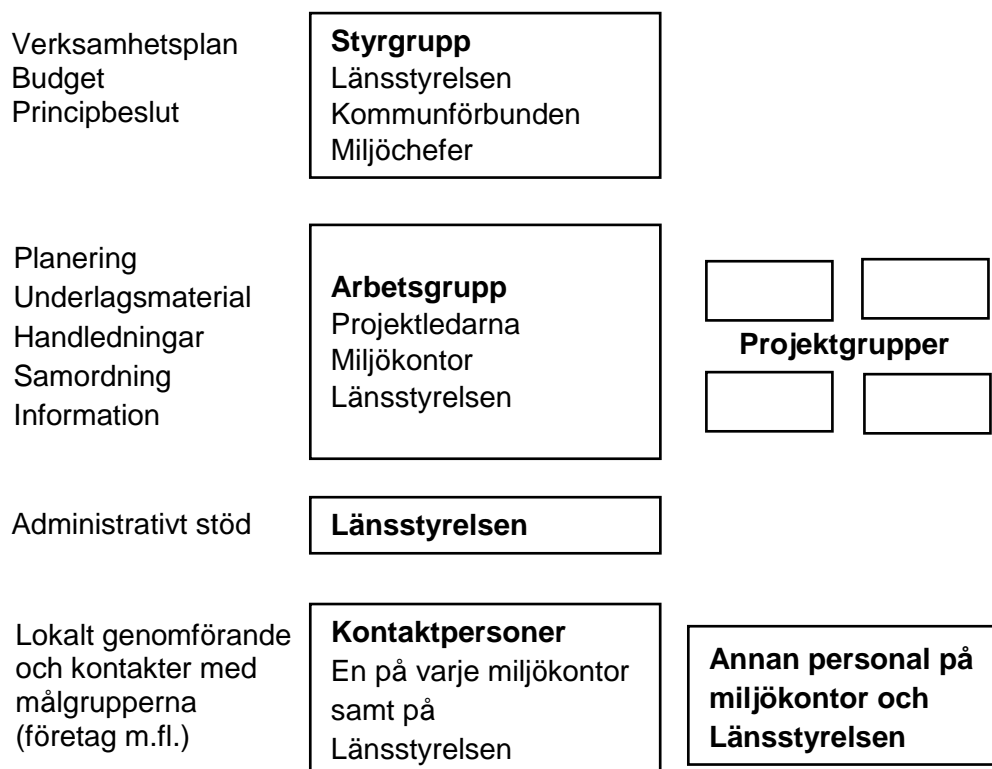 Verksamhetsplan
Budget
Principbeslut
Styrgrupp
Länsstyrelsen
Kommunförbunden
Miljöchefer
Planering
Underlagsmaterial
Handledningar
Samordning
Information
Arbetsgrupp
Projektledarna
Miljökontor
Länsstyrelsen
Projektgrupper
Administrativt stöd
Länsstyrelsen
Lokalt genomförande
och kontakter med
målgrupperna
(företag m.fl.)
Kontaktpersoner
En på varje miljökontor
samt på
Länsstyrelsen
Annan personal på
miljökontor och
Länsstyrelsen